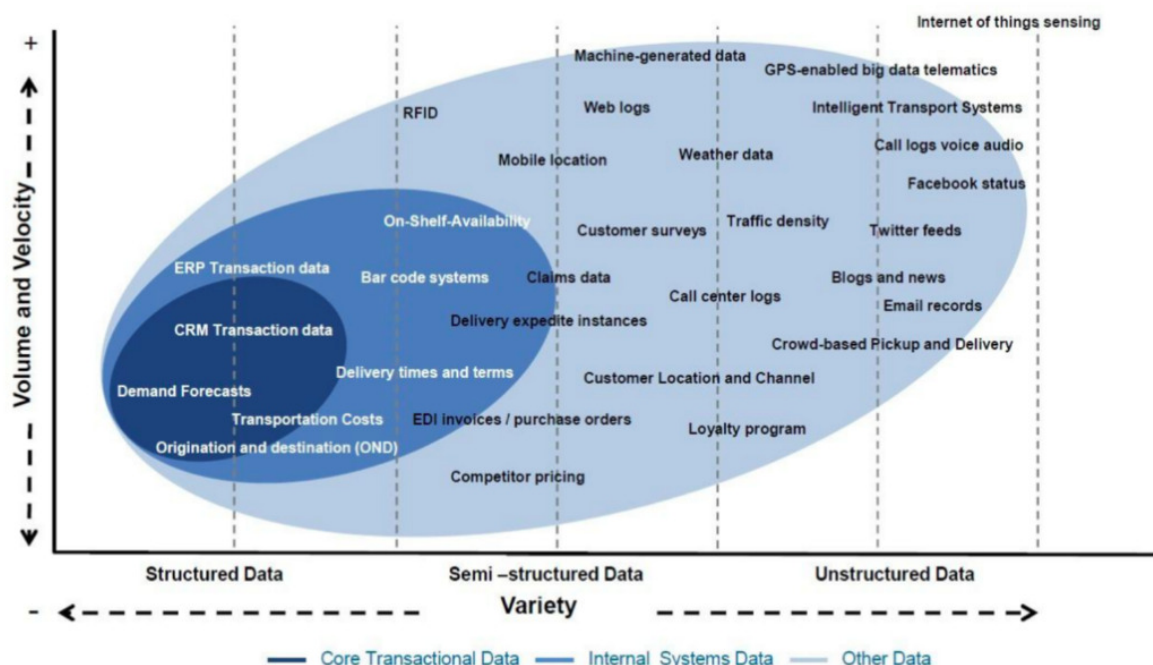 Internet of things sensing
+
Machine-generated data
GPS-enabled big data telematics
RFID
Web logs
Intelligent Transport Systems
Mobile location
Weather data
Call logs voice audio
Facebook status
On-Shelf-Availability
Customer surveys
Traffic density
Twitter feeds
ERP Transaction data
Bar code systems
Claims data
Blogs and news
Call center logs
Email records
CRM Transaction data
Delivery expedite instances
Crowd-based Pickup and Delivery
Demand Forecasts
Delivery times and terms
Customer Location and Channel
Transportation Costs
EDI invoices / purchase orders
Loyalty program
Origination and destination (OND)
Competitor pricing
Volume and Velocity
Structured Data
Semi –structured Data
Unstructured Data
-
Variety
Core Transactional Data
Internal Systems Data
Other Data